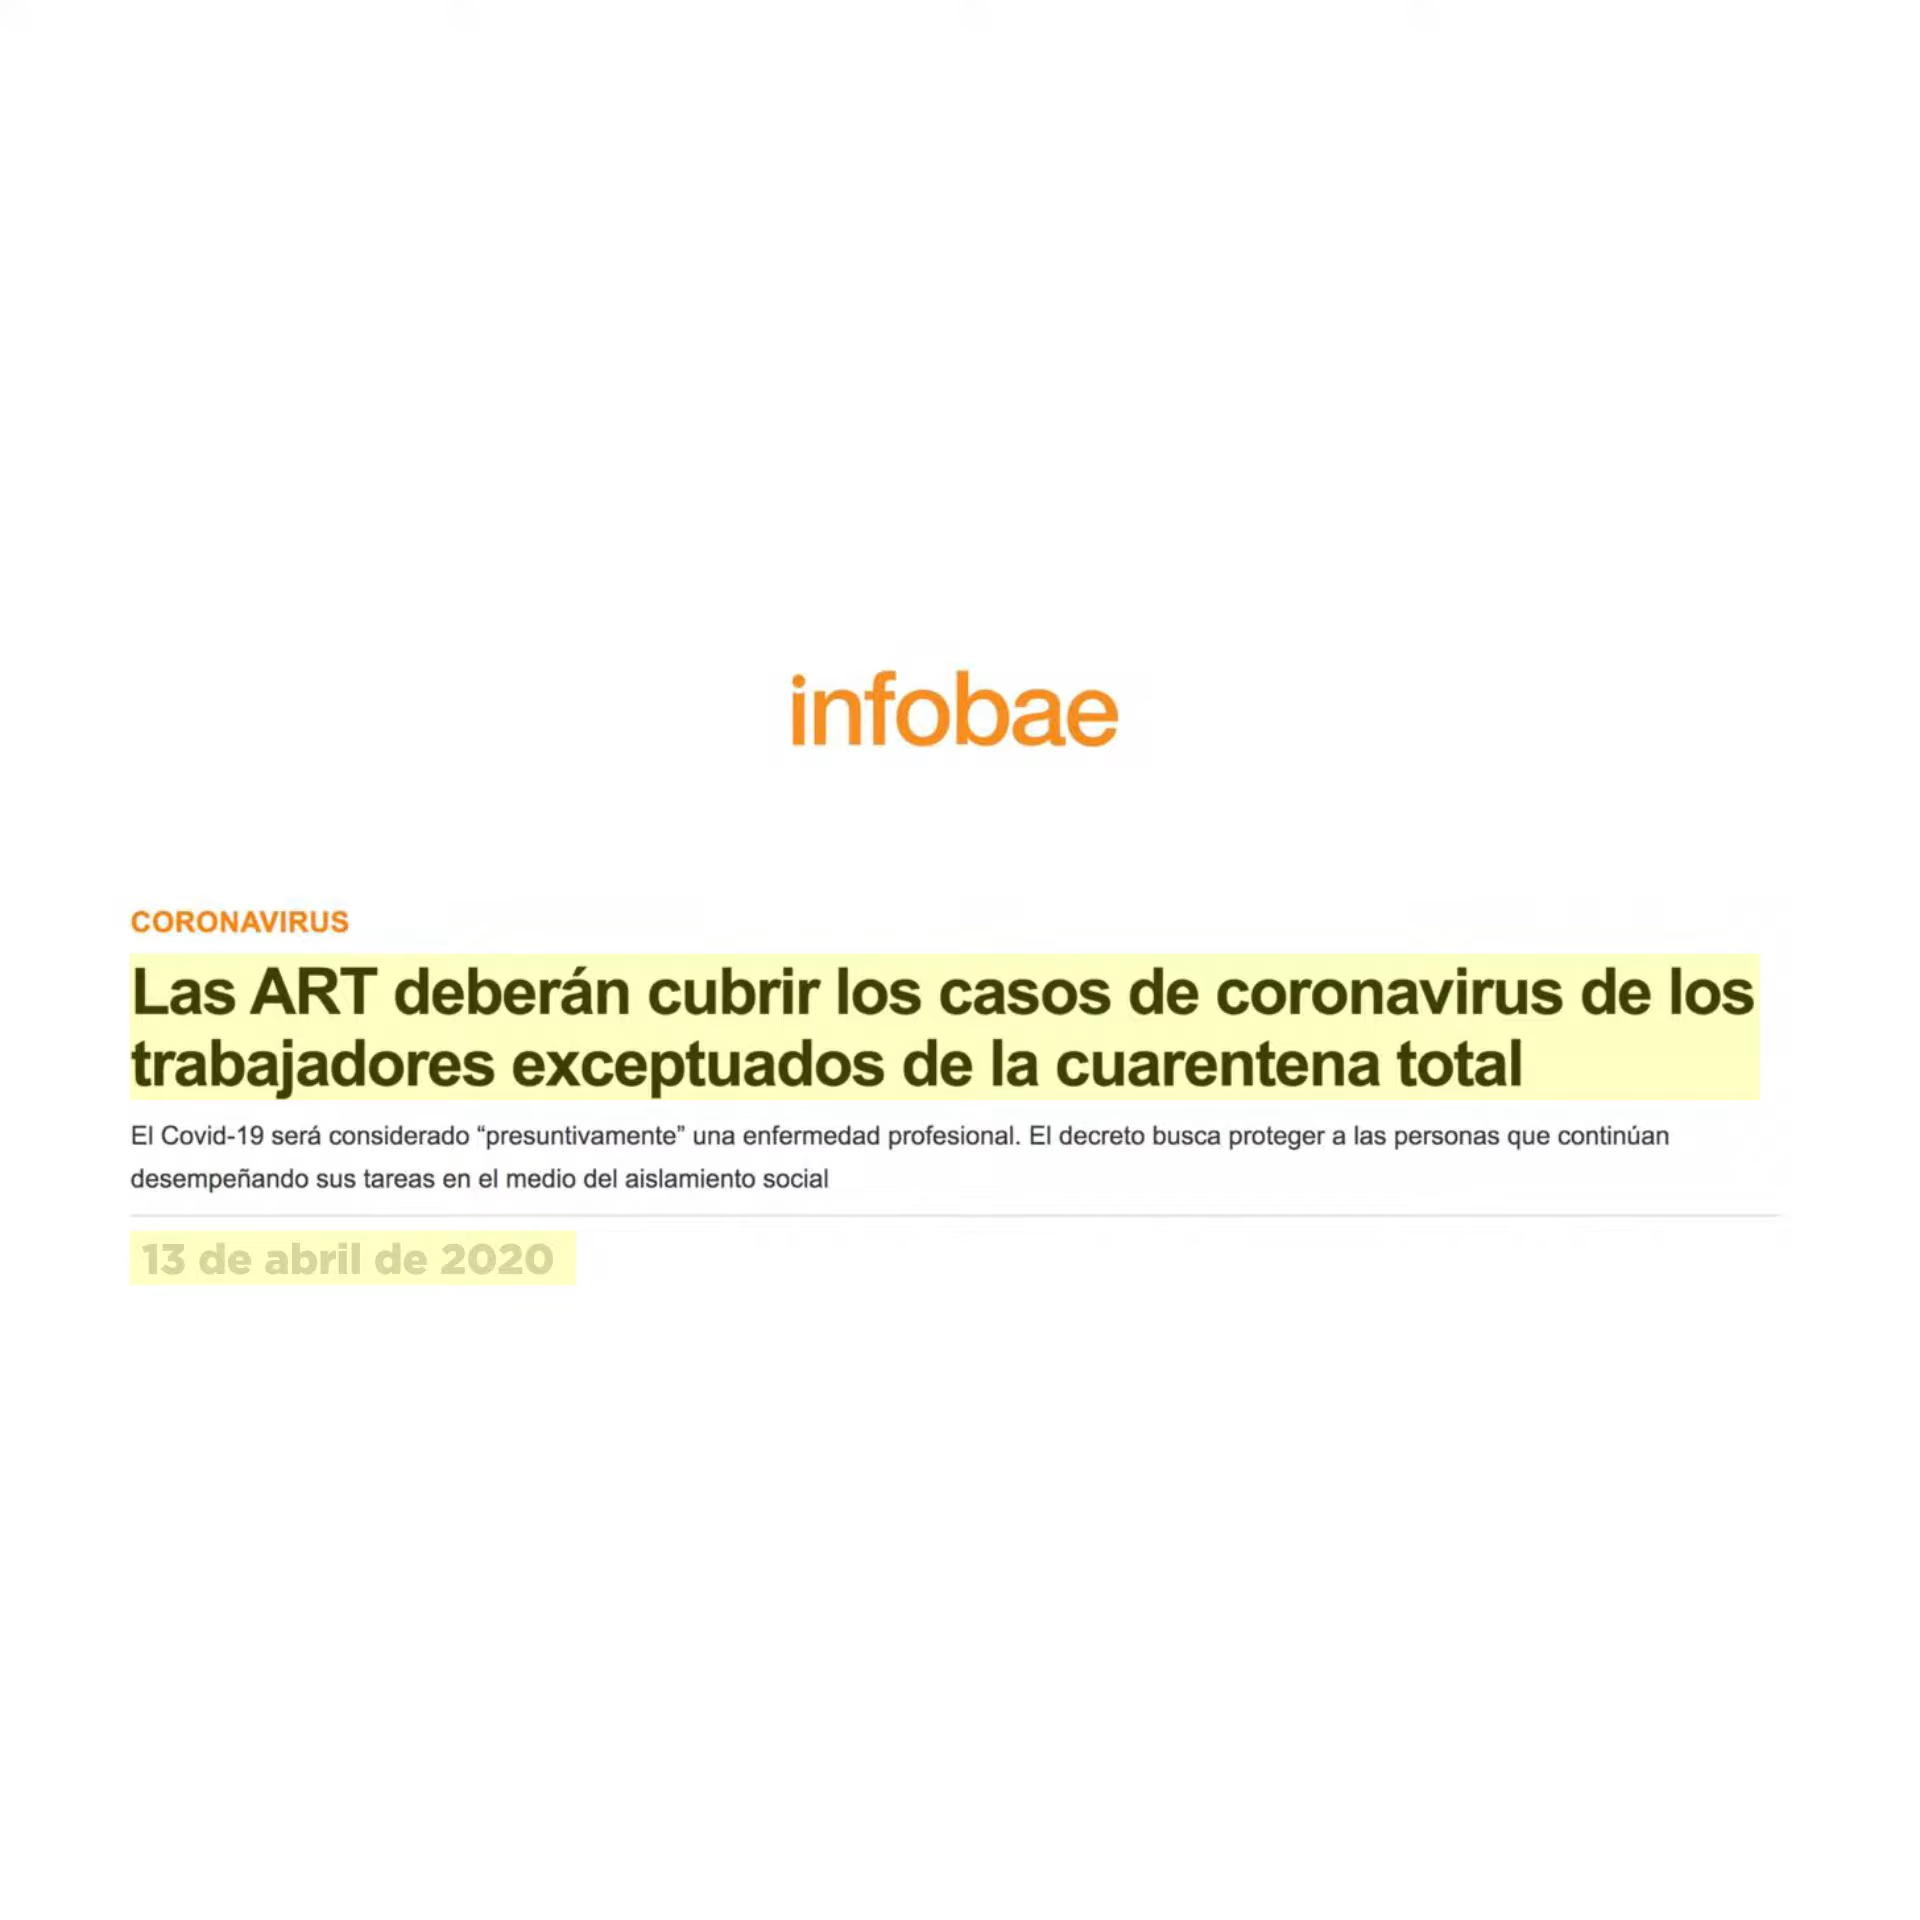 infobae
CORONAVIRUS
Las ART deberán cubrir los casos de coronavirus de los
trabajadores exceptuados de la cuarentena total
El Covid-19 será considerado “presuntivamente” una enfermedad profesional. El decreto busca proteger a las personas que continúan
desempeñando sus tareas en el medio del aislamiento social
13 de abril de 2020